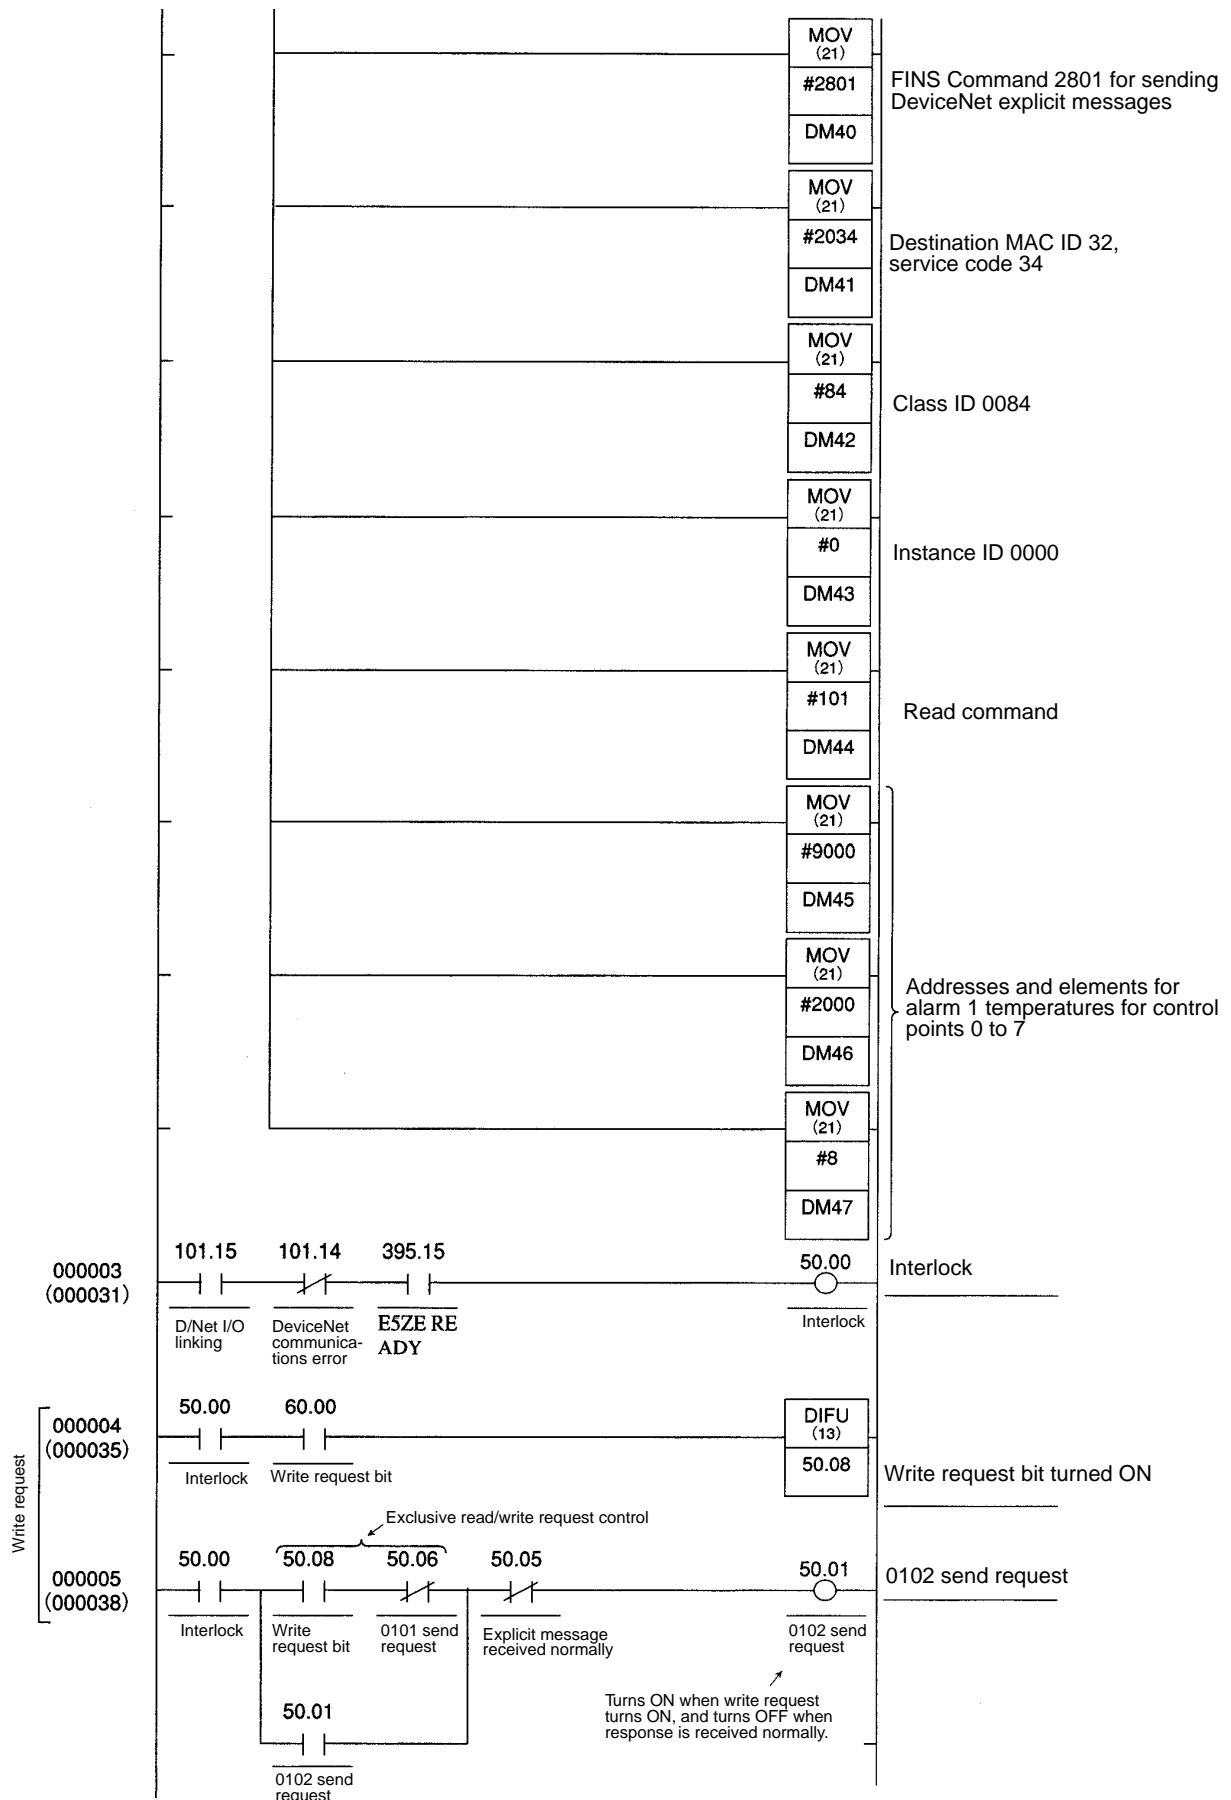 MOV
(21)
#2801
DM40
FINS Command 2801 for sending
DeviceNet explicit messages
MOV
(21)
#2034
DM41
Destination MAC ID 32,
service code 34
MOV
(21)
#84
DM42
Class ID 0084
MOV
(21)
#0
DM43
Instance ID 0000
MOV
(21)
#101
DM44
Read command
MOV
(21)
#9000
DM45
MOV
(21)
#2000
DM46
Addresses and elements for
alarm 1 temperatures for control
points 0 to 7
MOV
(21)
#8
DM47
101.15 101.14 395.15 50.00
000003
(000031)
Interlock
D/Net I/O
linking
DeviceNet
communica-
tions error
E5ZE RE
ADY
Interlock
Write request
50.00 60.00
000004
(000035)
DIFU
(13)
50.08
Interlock Write request bit
Write request bit turned ON
Exclusive read/write request control
50.00 50.08 50.06 50.05 50.01
000005
(000038)
0102 send request
Interlock
Write
request bit
0101 send
request
Explicit message
received normally
0102 send
request
Turns ON when write request
turns ON, and turns OFF when
response is received normally.
50.01
0102 send
request